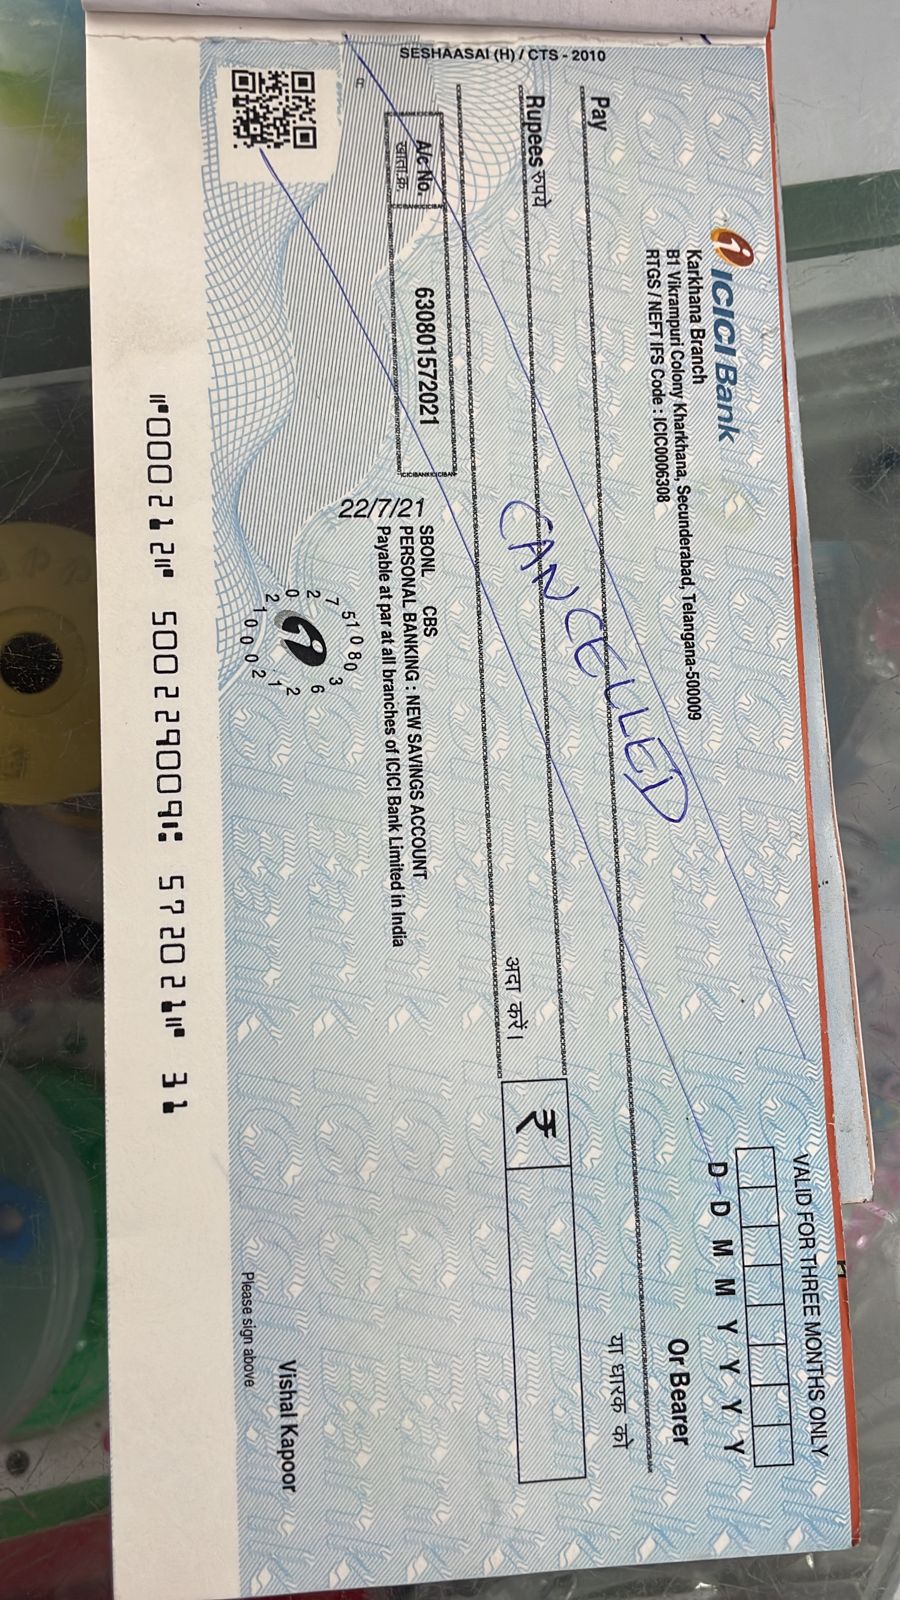 SESHAASAI (H) / CTS - 2010
VALID FOR THREE MONTHS ONLY
ICICI Bank
Karkhana Branch
B1 Vikrampuri Colony Kharkhana, Secunderabad, Telangana-500009
RTGS / NEFT IFS Code : ICIC0006308
D D M M Y Y Y Y
Pay
Or Bearer
या धारक को
CANCELLED
Rupees रुपये
अदा करें।
₹
A/c No.
खाता क्र.
630801572021
SBONL CBS
22/7/21
PERSONAL BANKING : NEW SAVINGS ACCOUNT
Payable at par at all branches of ICICI Bank Limited in India
Vishal Kapoor
Please sign above
⑈000212⑈ 500229009⑆ 572021⑈ 31